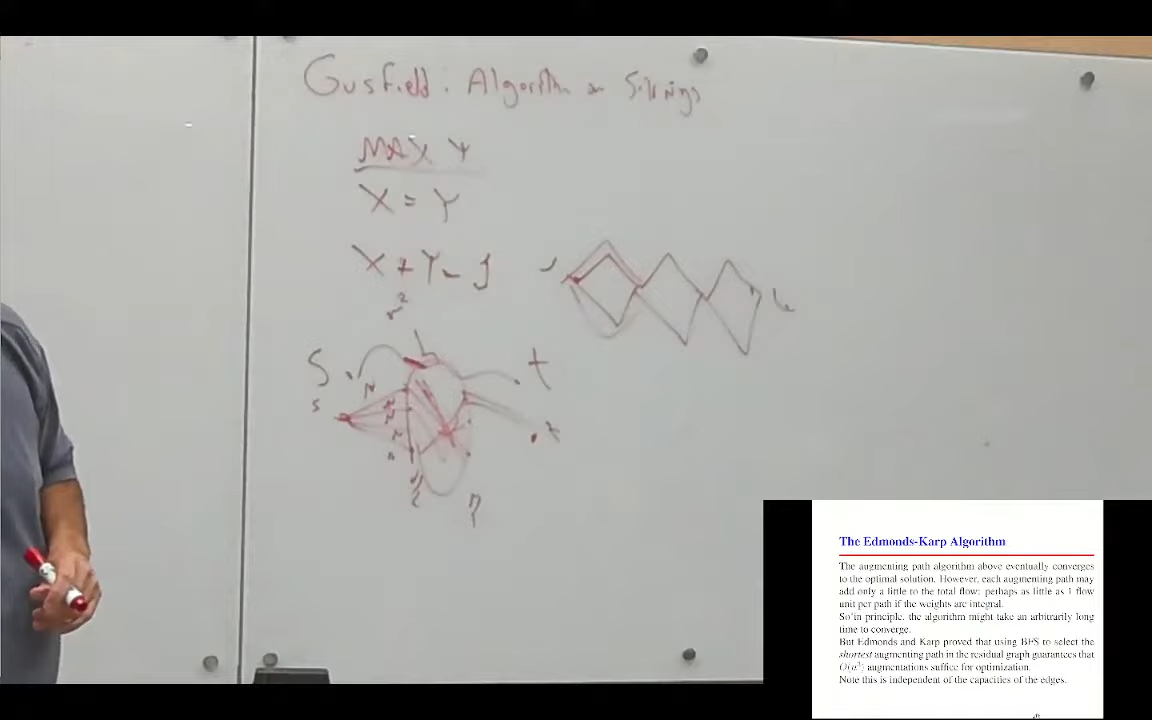 Gusfield: Algorithm on Strings
MAX Y
X = Y
X + Y - J
S
t
s
N
N
N
n
The Edmonds-Karp Algorithm
The augmenting path algorithm above eventually converges
to the optimal solution. However, each augmenting path may
add only a little to the total flow: perhaps as little as 1 flow
unit per path if the weights are integral.
So in principle, the algorithm might take an arbitrarily long
time to converge.
But Edmonds and Karp proved that using BFS to select the
shortest augmenting path in the residual graph guarantees that
O(n³) augmentations suffice for optimization.
Note this is independent of the capacities of the edges.